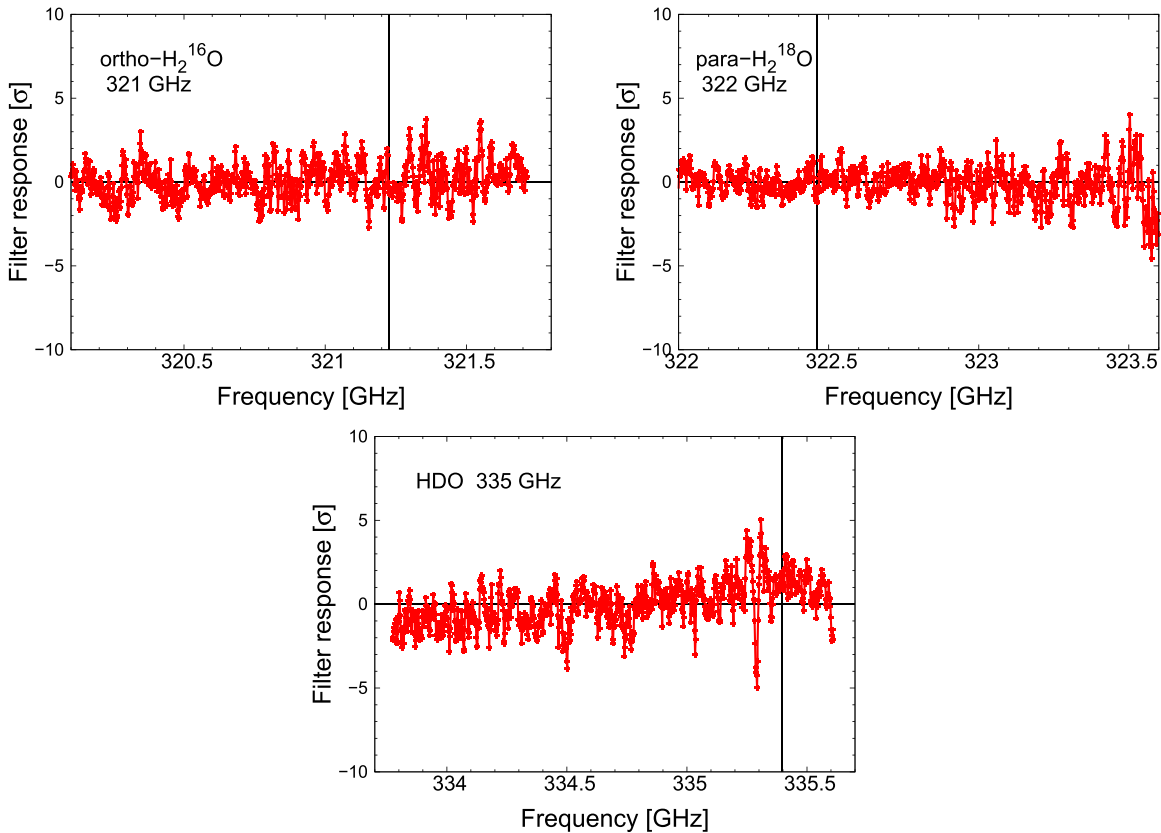 10
5
0
−5
−10
Filter response [σ]
ortho−H₂¹⁶O
321 GHz
320.5 321 321.5
Frequency [GHz]
10
5
0
−5
−10
Filter response [σ]
para−H₂¹⁸O
322 GHz
322 322.5 323 323.5
Frequency [GHz]
10
5
0
−5
−10
Filter response [σ]
HDO 335 GHz
334 334.5 335 335.5
Frequency [GHz]